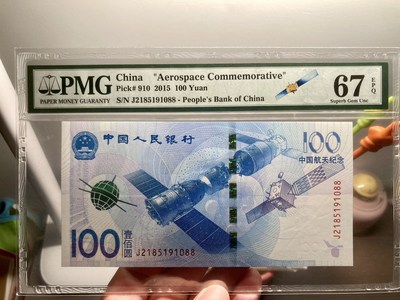 PMG
PAPER MONEY GUARANTY
China "Aerospace Commemorative"
Pick# 910 2015 100 Yuan
S/N J2185191088 - People's Bank of China
67 EPQ
Superb Gem Unc
中国人民银行
100
中国航天纪念
100 壹佰圆
J2185191088
J2185191088